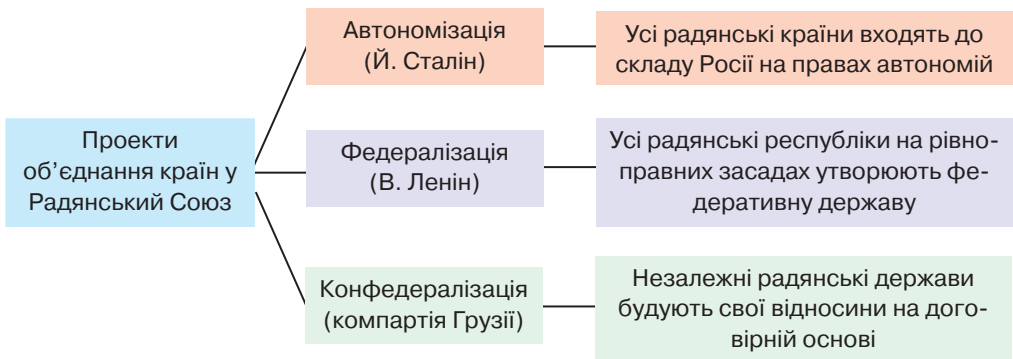 Проекти
об’єднання країн у
Радянський Союз
Автономізація
(Й. Сталін)
Усі радянські країни входять до
складу Росії на правах автономій
Федералізація
(В. Ленін)
Усі радянські республіки на рівно-
правних засадах утворюють фе-
деративну державу
Конфедералізація
(компартія Грузії)
Незалежні радянські держави
будують свої відносини на дого-
вірній основі